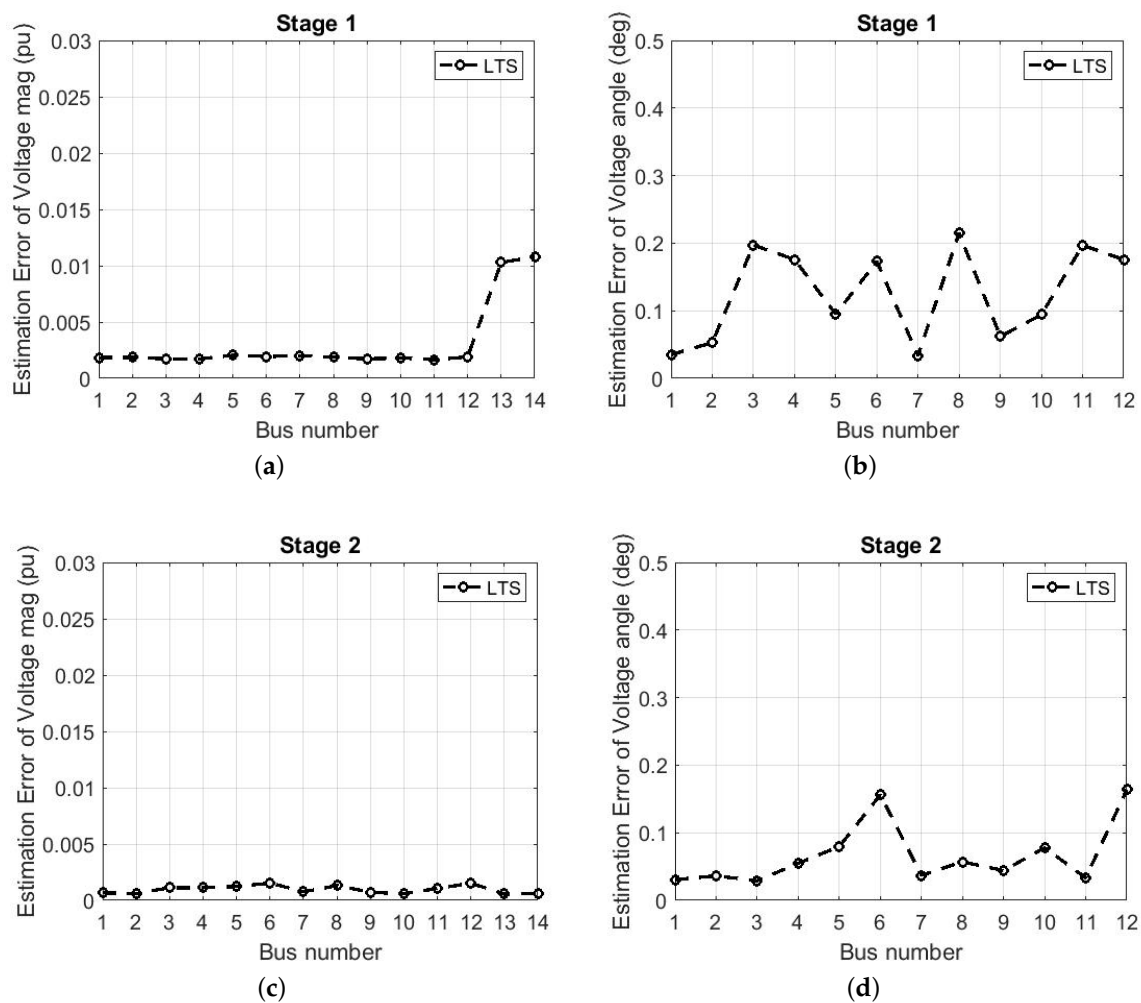 Stage 1
Estimation Error of Voltage mag (pu)
0.03
0.025
0.02
0.015
0.01
0.005
0
LTS
1 2 3 4 5 6 7 8 9 10 11 12 13 14
Bus number
(a)
Stage 1
Estimation Error of Voltage angle (deg)
0.5
0.4
0.3
0.2
0.1
0
LTS
1 2 3 4 5 6 7 8 9 10 11 12
Bus number
(b)
Stage 2
Estimation Error of Voltage mag (pu)
0.03
0.025
0.02
0.015
0.01
0.005
0
LTS
1 2 3 4 5 6 7 8 9 10 11 12 13 14
Bus number
(c)
Stage 2
Estimation Error of Voltage angle (deg)
0.5
0.4
0.3
0.2
0.1
0
LTS
1 2 3 4 5 6 7 8 9 10 11 12
Bus number
(d)